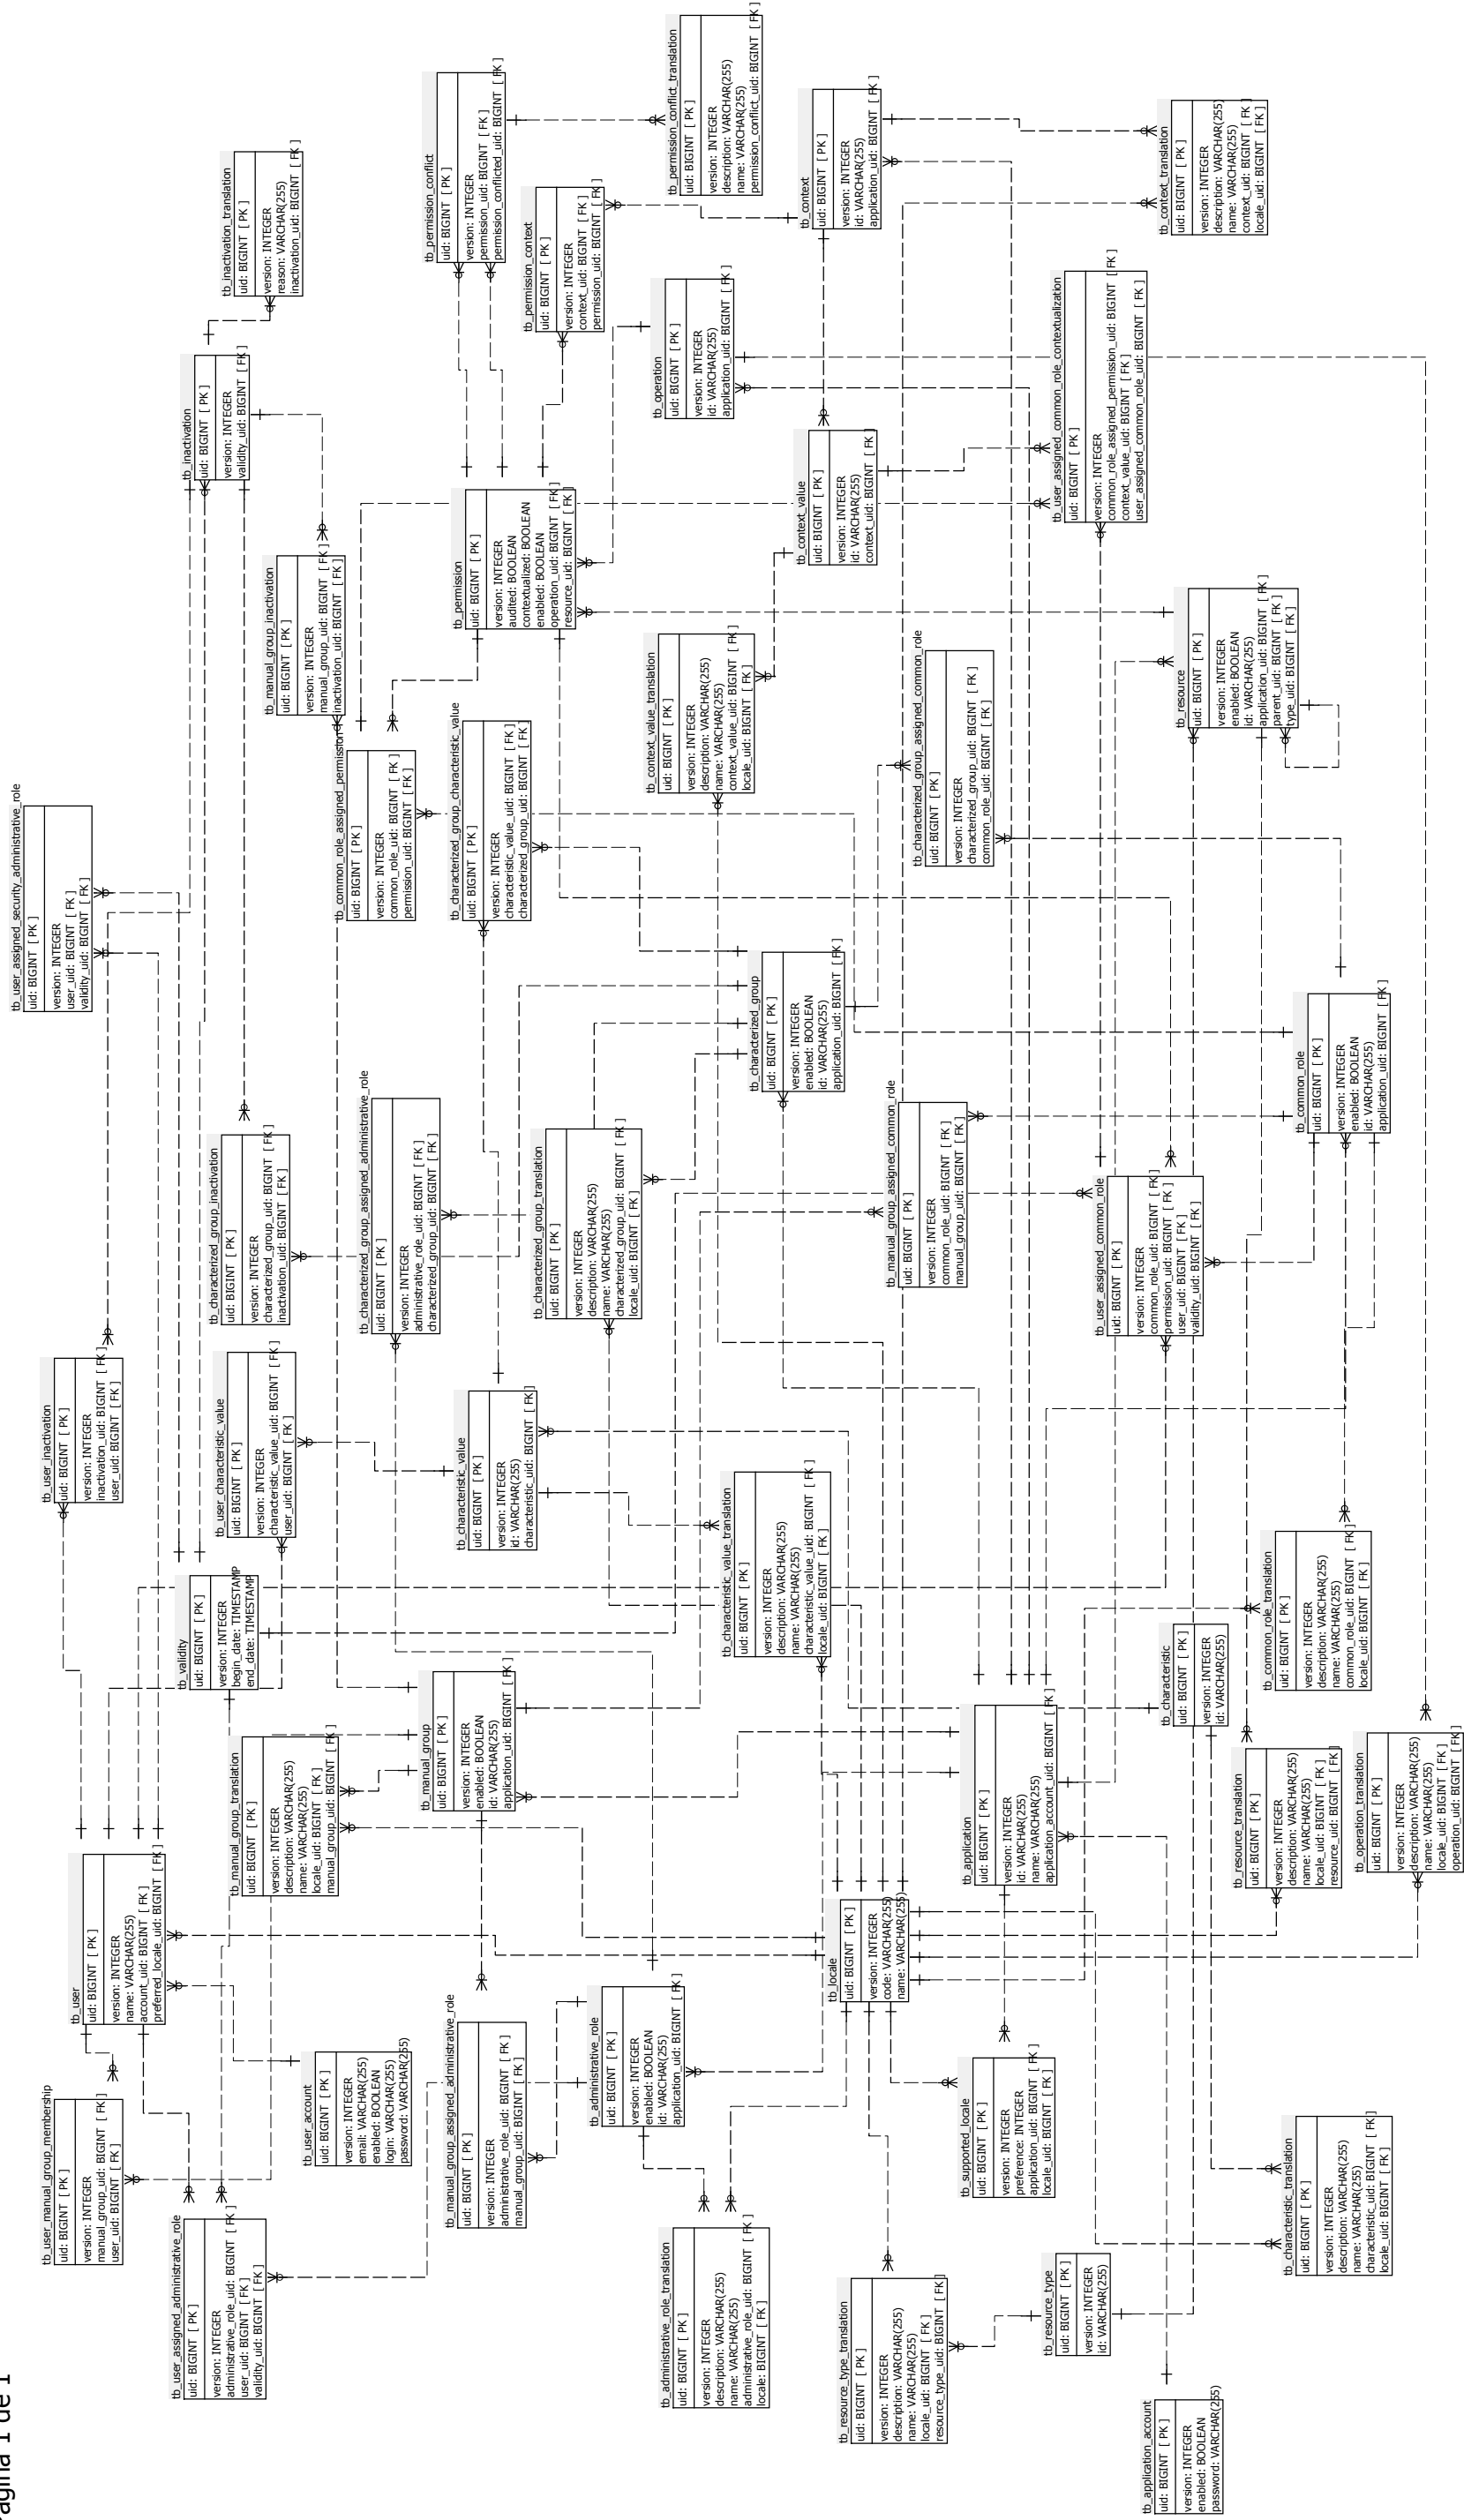 Página 1 de 1
tb_user_assigned_security_administrative_role
uid: BIGINT [ PK ]
version: INTEGER
user_uid: BIGINT [ FK ]
validity_uid: BIGINT [ FK ]
tb_user_manual_group_membership
uid: BIGINT [ PK ]
version: INTEGER
manual_group_uid: BIGINT [ FK ]
user_uid: BIGINT [ FK ]
tb_user
uid: BIGINT [ PK ]
version: INTEGER
name: VARCHAR(255)
account_uid: BIGINT [ FK ]
preferred_locale_uid: BIGINT [ FK ]
tb_user_inactivation
uid: BIGINT [ PK ]
version: INTEGER
inactivation_uid: BIGINT [ FK ]
user_uid: BIGINT [ FK ]
tb_user_assigned_administrative_role
uid: BIGINT [ PK ]
version: INTEGER
administrative_role_uid: BIGINT [ FK ]
user_uid: BIGINT [ FK ]
validity_uid: BIGINT [ FK ]
tb_validity
uid: BIGINT [ PK ]
version: INTEGER
begin_date: TIMESTAMP
end_date: TIMESTAMP
tb_inactivation
uid: BIGINT [ PK ]
version: INTEGER
validity_uid: BIGINT [ FK ]
tb_user_characteristic_value
uid: BIGINT [ PK ]
version: INTEGER
characteristic_value_uid: BIGINT [ FK ]
user_uid: BIGINT [ FK ]
tb_characterized_group_inactivation
uid: BIGINT [ PK ]
version: INTEGER
characterized_group_uid: BIGINT [ FK ]
inactivation_uid: BIGINT [ FK ]
tb_inactivation_translation
uid: BIGINT [ PK ]
version: INTEGER
reason: VARCHAR(255)
inactivation_uid: BIGINT [ FK ]
tb_manual_group_translation
uid: BIGINT [ PK ]
version: INTEGER
description: VARCHAR(255)
name: VARCHAR(255)
locale_uid: BIGINT [ FK ]
manual_group_uid: BIGINT [ FK ]
tb_manual_group_inactivation
uid: BIGINT [ PK ]
version: INTEGER
manual_group_uid: BIGINT [ FK ]
inactivation_uid: BIGINT [ FK ]
tb_user_account
uid: BIGINT [ PK ]
version: INTEGER
email: VARCHAR(255)
enabled: BOOLEAN
login: VARCHAR(255)
password: VARCHAR(255)
tb_common_role_assigned_permission
uid: BIGINT [ PK ]
version: INTEGER
common_role_uid: BIGINT [ FK ]
permission_uid: BIGINT [ FK ]
tb_characterized_group_assigned_administrative_role
uid: BIGINT [ PK ]
version: INTEGER
administrative_role_uid: BIGINT [ FK ]
characterized_group_uid: BIGINT [ FK ]
tb_manual_group
uid: BIGINT [ PK ]
version: INTEGER
enabled: BOOLEAN
id: VARCHAR(255)
application_uid: BIGINT [ FK ]
tb_permission_conflict
uid: BIGINT [ PK ]
version: INTEGER
permission_uid: BIGINT [ FK ]
permission_conflicted_uid: BIGINT [ FK ]
tb_manual_group_assigned_administrative_role
uid: BIGINT [ PK ]
version: INTEGER
administrative_role_uid: BIGINT [ FK ]
manual_group_uid: BIGINT [ FK ]
tb_characteristic_value
uid: BIGINT [ PK ]
version: INTEGER
id: VARCHAR(255)
characteristic_uid: BIGINT [ FK ]
tb_characterized_group_characteristic_value
uid: BIGINT [ PK ]
version: INTEGER
characteristic_value_uid: BIGINT [ FK ]
characterized_group_uid: BIGINT [ FK ]
tb_permission
uid: BIGINT [ PK ]
version: INTEGER
audited: BOOLEAN
contextualized: BOOLEAN
enabled: BOOLEAN
operation_uid: BIGINT [ FK ]
resource_uid: BIGINT [ FK ]
tb_permission_context
uid: BIGINT [ PK ]
version: INTEGER
context_uid: BIGINT [ FK ]
permission_uid: BIGINT [ FK ]
tb_characterized_group_translation
uid: BIGINT [ PK ]
version: INTEGER
description: VARCHAR(255)
name: VARCHAR(255)
characterized_group_uid: BIGINT [ FK ]
locale_uid: BIGINT [ FK ]
tb_administrative_role
uid: BIGINT [ PK ]
version: INTEGER
enabled: BOOLEAN
id: VARCHAR(255)
application_uid: BIGINT [ FK ]
tb_context_value_translation
uid: BIGINT [ PK ]
version: INTEGER
description: VARCHAR(255)
name: VARCHAR(255)
context_value_uid: BIGINT [ FK ]
locale_uid: BIGINT [ FK ]
tb_operation
uid: BIGINT [ PK ]
version: INTEGER
id: VARCHAR(255)
application_uid: BIGINT [ FK ]
tb_administrative_role_translation
uid: BIGINT [ PK ]
version: INTEGER
description: VARCHAR(255)
name: VARCHAR(255)
administrative_role_uid: BIGINT [ FK ]
locale: BIGINT [ FK ]
tb_permission_conflict_translation
uid: BIGINT [ PK ]
version: INTEGER
description: VARCHAR(255)
name: VARCHAR(255)
permission_conflict_uid: BIGINT [ FK ]
tb_characteristic_value_translation
uid: BIGINT [ PK ]
version: INTEGER
description: VARCHAR(255)
name: VARCHAR(255)
characteristic_value_uid: BIGINT [ FK ]
locale_uid: BIGINT [ FK ]
tb_characterized_group
uid: BIGINT [ PK ]
version: INTEGER
enabled: BOOLEAN
id: VARCHAR(255)
application_uid: BIGINT [ FK ]
tb_context_value
uid: BIGINT [ PK ]
version: INTEGER
id: VARCHAR(255)
context_uid: BIGINT [ FK ]
tb_context
uid: BIGINT [ PK ]
version: INTEGER
id: VARCHAR(255)
application_uid: BIGINT [ FK ]
tb_resource_type_translation
uid: BIGINT [ PK ]
version: INTEGER
description: VARCHAR(255)
name: VARCHAR(255)
locale_uid: BIGINT [ FK ]
resource_type_uid: BIGINT [ FK ]
tb_locale
uid: BIGINT [ PK ]
version: INTEGER
code: VARCHAR(255)
name: VARCHAR(255)
tb_manual_group_assigned_common_role
uid: BIGINT [ PK ]
version: INTEGER
common_role_uid: BIGINT [ FK ]
manual_group_uid: BIGINT [ FK ]
tb_characterized_group_assigned_common_role
uid: BIGINT [ PK ]
version: INTEGER
characterized_group_uid: BIGINT [ FK ]
common_role_uid: BIGINT [ FK ]
tb_supported_locale
uid: BIGINT [ PK ]
version: INTEGER
preference: INTEGER
application_uid: BIGINT [ FK ]
locale_uid: BIGINT [ FK ]
tb_application
uid: BIGINT [ PK ]
version: INTEGER
id: VARCHAR(255)
name: VARCHAR(255)
application_account_uid: BIGINT [ FK ]
tb_resource_type
uid: BIGINT [ PK ]
version: INTEGER
id: VARCHAR(255)
tb_user_assigned_common_role_contextualization
uid: BIGINT [ PK ]
version: INTEGER
common_role_assigned_permission_uid: BIGINT [ FK ]
context_value_uid: BIGINT [ FK ]
user_assigned_common_role_uid: BIGINT [ FK ]
tb_user_assigned_common_role
uid: BIGINT [ PK ]
version: INTEGER
common_role_uid: BIGINT [ FK ]
permission_uid: BIGINT [ FK ]
user_uid: BIGINT [ FK ]
validity_uid: BIGINT [ FK ]
tb_application_account
uid: BIGINT [ PK ]
version: INTEGER
enabled: BOOLEAN
password: VARCHAR(255)
tb_characteristic
uid: BIGINT [ PK ]
version: INTEGER
id: VARCHAR(255)
tb_resource
uid: BIGINT [ PK ]
version: INTEGER
enabled: BOOLEAN
id: VARCHAR(255)
application_uid: BIGINT [ FK ]
parent_uid: BIGINT [ FK ]
type_uid: BIGINT [ FK ]
tb_context_translation
uid: BIGINT [ PK ]
version: INTEGER
description: VARCHAR(255)
name: VARCHAR(255)
context_uid: BIGINT [ FK ]
locale_uid: BIGINT [ FK ]
tb_resource_translation
uid: BIGINT [ PK ]
version: INTEGER
description: VARCHAR(255)
name: VARCHAR(255)
locale_uid: BIGINT [ FK ]
resource_uid: BIGINT [ FK ]
tb_common_role_translation
uid: BIGINT [ PK ]
version: INTEGER
description: VARCHAR(255)
name: VARCHAR(255)
common_role_uid: BIGINT [ FK ]
locale_uid: BIGINT [ FK ]
tb_characteristic_translation
uid: BIGINT [ PK ]
version: INTEGER
description: VARCHAR(255)
name: VARCHAR(255)
characteristic_uid: BIGINT [ FK ]
locale_uid: BIGINT [ FK ]
tb_common_role
uid: BIGINT [ PK ]
version: INTEGER
enabled: BOOLEAN
id: VARCHAR(255)
application_uid: BIGINT [ FK ]
tb_operation_translation
uid: BIGINT [ PK ]
version: INTEGER
description: VARCHAR(255)
name: VARCHAR(255)
locale_uid: BIGINT [ FK ]
operation_uid: BIGINT [ FK ]